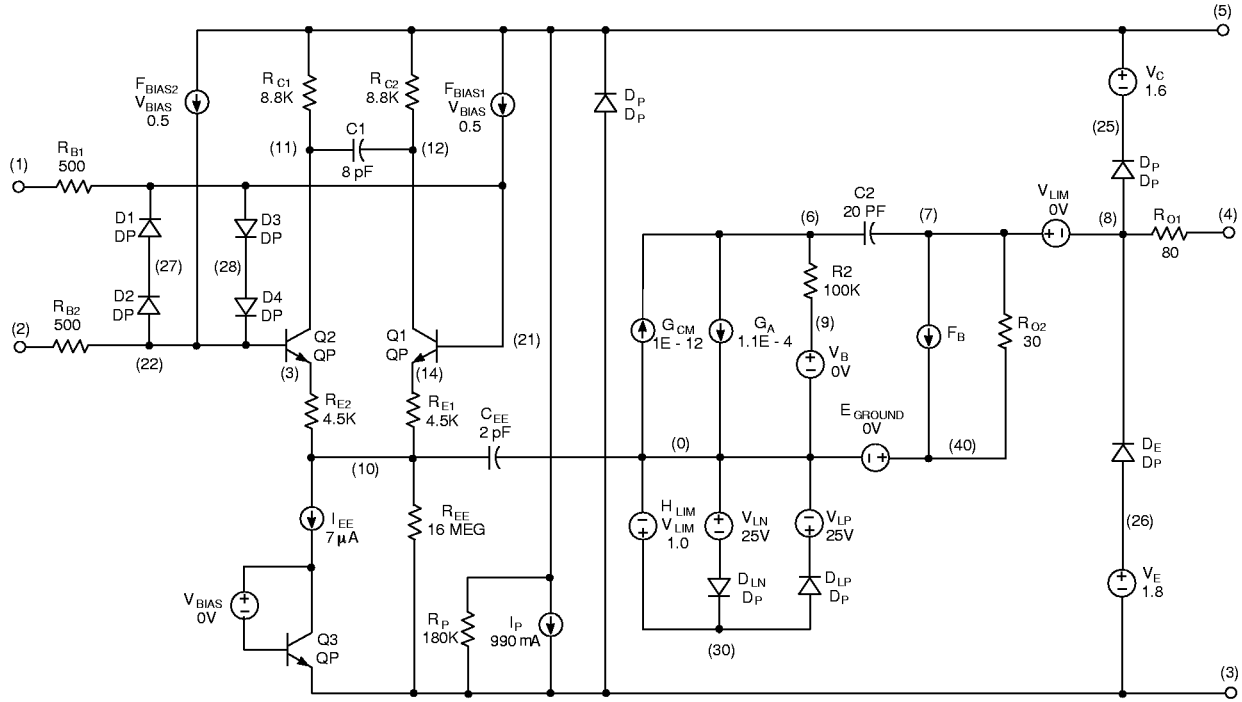 (5)
R_C1
8.8K
R_C2
8.8K
F_BIAS2
V_BIAS
0.5
F_BIAS1
V_BIAS
0.5
D_P
D_P
V_C
1.6
(25)
C1
(11)
(12)
8 pF
R_B1
500
(1)
D_P
D_P
D1
DP
D3
DP
C2
20 PF
V_LIM
0V
(6)
(7)
(8)
R_O1
(4)
80
(27)
(28)
R2
100K
D2
DP
D4
DP
R_B2
500
(2)
(22)
Q2
QP
Q1
QP
(21)
G_CM
1E - 12
G_A
1.1E - 4
(9)
V_B
0V
F_B
R_O2
30
(3)
(14)
R_E2
4.5K
R_E1
4.5K
C_EE
2 pF
E_GROUND
0V
(10)
(0)
(40)
D_E
D_P
I_EE
7 µA
R_EE
16 MEG
H_LIM
V_LIM
1.0
V_LN
25V
V_LP
25V
(26)
V_BIAS
0V
D_LN
D_P
D_LP
D_P
V_E
1.8
R_P
180K
I_P
990 mA
Q3
QP
(30)
(3)